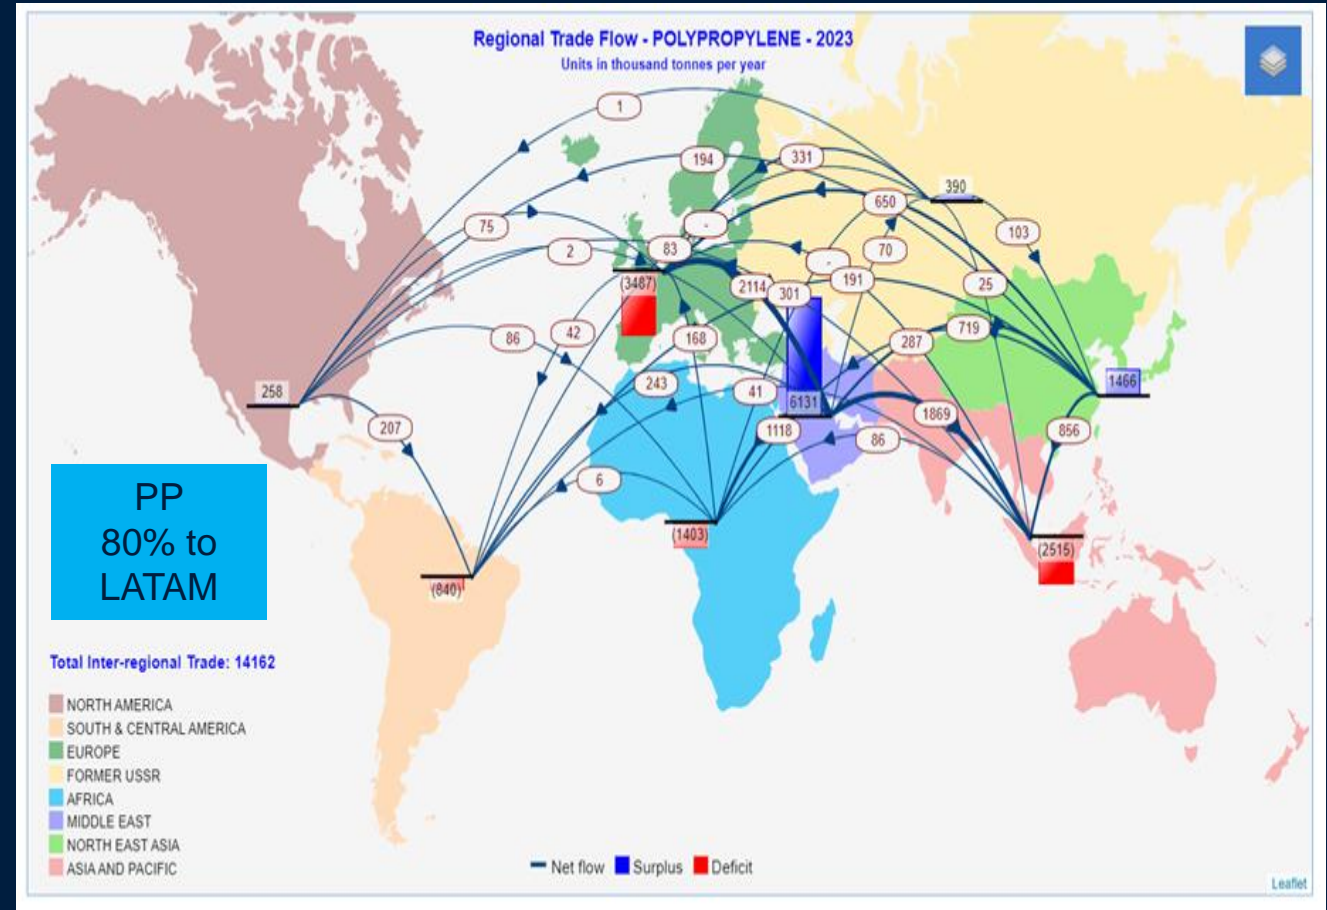 Regional Trade Flow - POLYPROPYLENE - 2023
Units in thousand tonnes per year
1
194
331
390
650
75
-
103
2
83
70
-
(3487)
2114
301
191
25
86
42
168
719
287
258
243
41
6131
1466
207
1118
1869
86
856
6
(1403)
(2515)
(840)
PP
80% to
LATAM
Total Inter-regional Trade: 14162
NORTH AMERICA
SOUTH & CENTRAL AMERICA
EUROPE
FORMER USSR
AFRICA
MIDDLE EAST
NORTH EAST ASIA
ASIA AND PACIFIC
Net flow Surplus Deficit
Leaflet